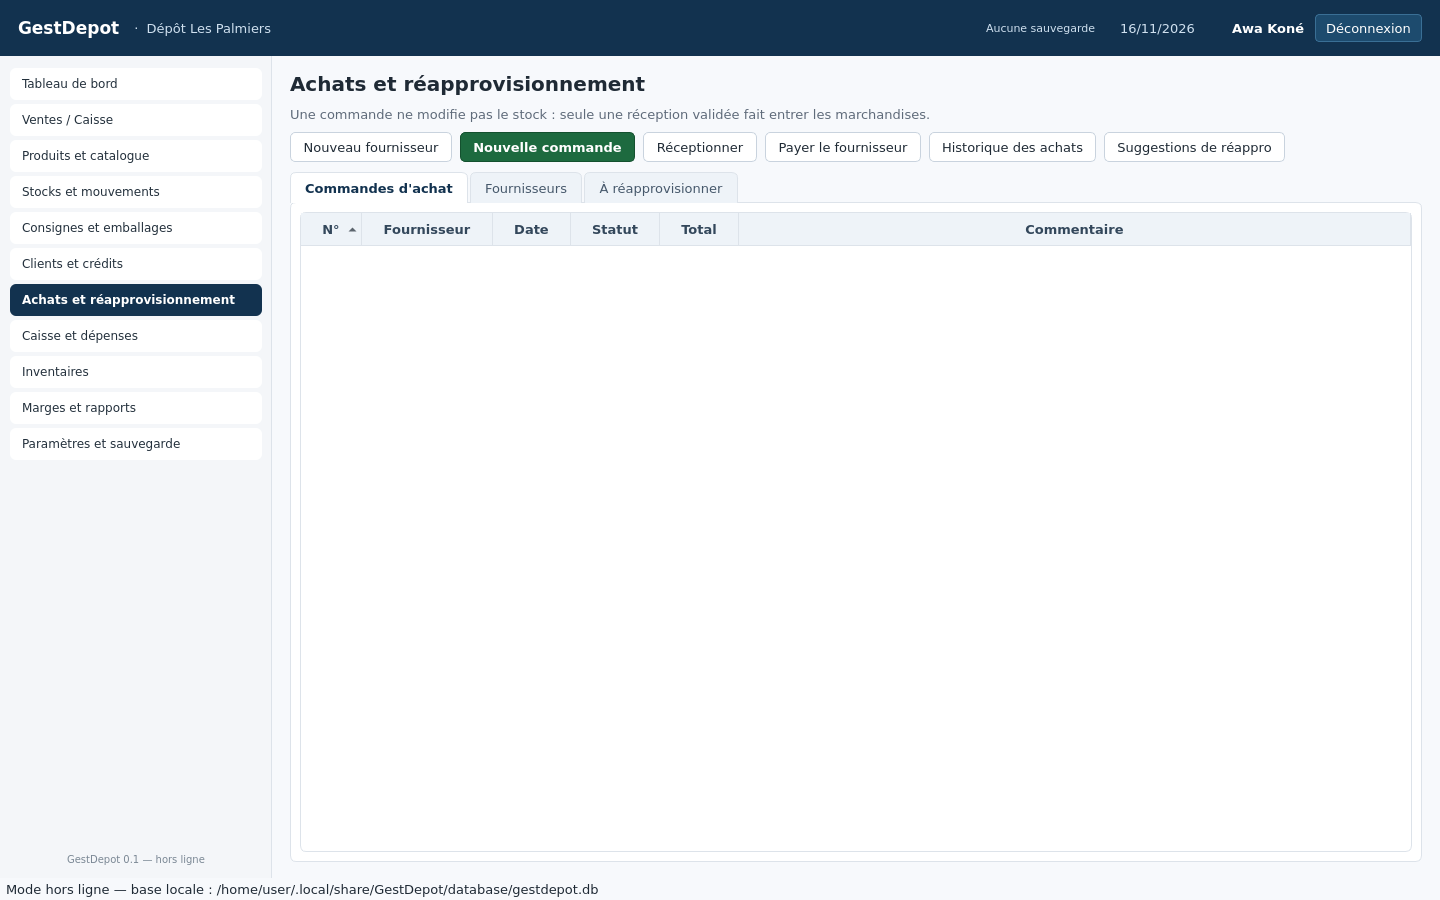 GestDepot · Dépôt Les Palmiers Aucune sauvegarde 16/11/2026 Awa Koné Déconnexion
Tableau de bord
Ventes / Caisse
Produits et catalogue
Stocks et mouvements
Consignes et emballages
Clients et crédits
Achats et réapprovisionnement
Caisse et dépenses
Inventaires
Marges et rapports
Paramètres et sauvegarde
GestDepot 0.1 — hors ligne
Achats et réapprovisionnement
Une commande ne modifie pas le stock : seule une réception validée fait entrer les marchandises.
Nouveau fournisseur Nouvelle commande Réceptionner Payer le fournisseur Historique des achats Suggestions de réappro
Commandes d'achat Fournisseurs À réapprovisionner
N° Fournisseur Date Statut Total Commentaire
Mode hors ligne — base locale : /home/user/.local/share/GestDepot/database/gestdepot.db